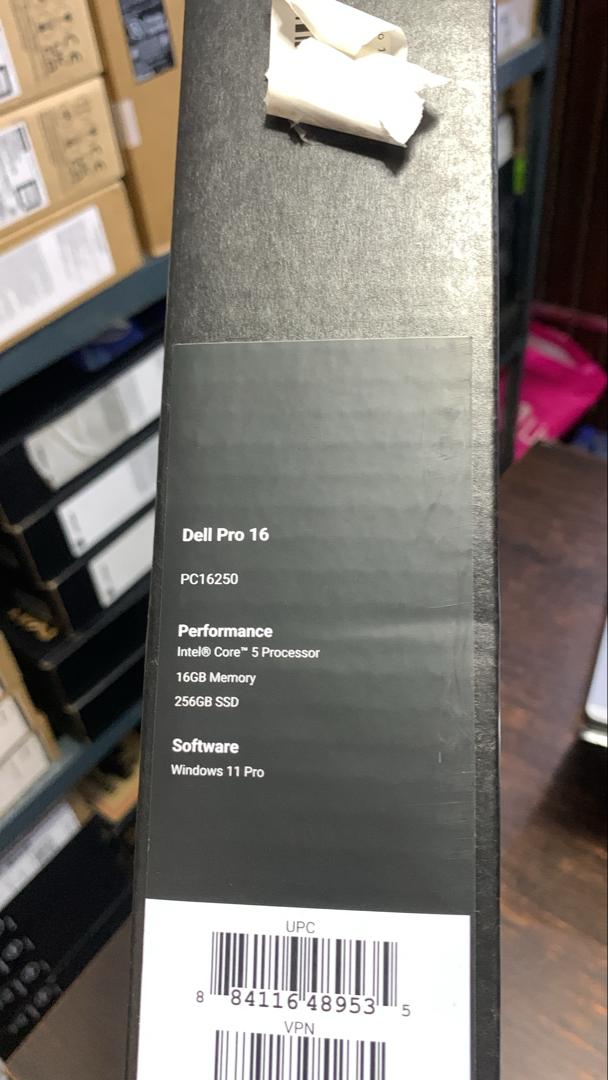 Dell Pro 16
PC16250
Performance
Intel® Core™ 5 Processor
16GB Memory
256GB SSD
Software
Windows 11 Pro
UPC
8 84116 48953 5
VPN